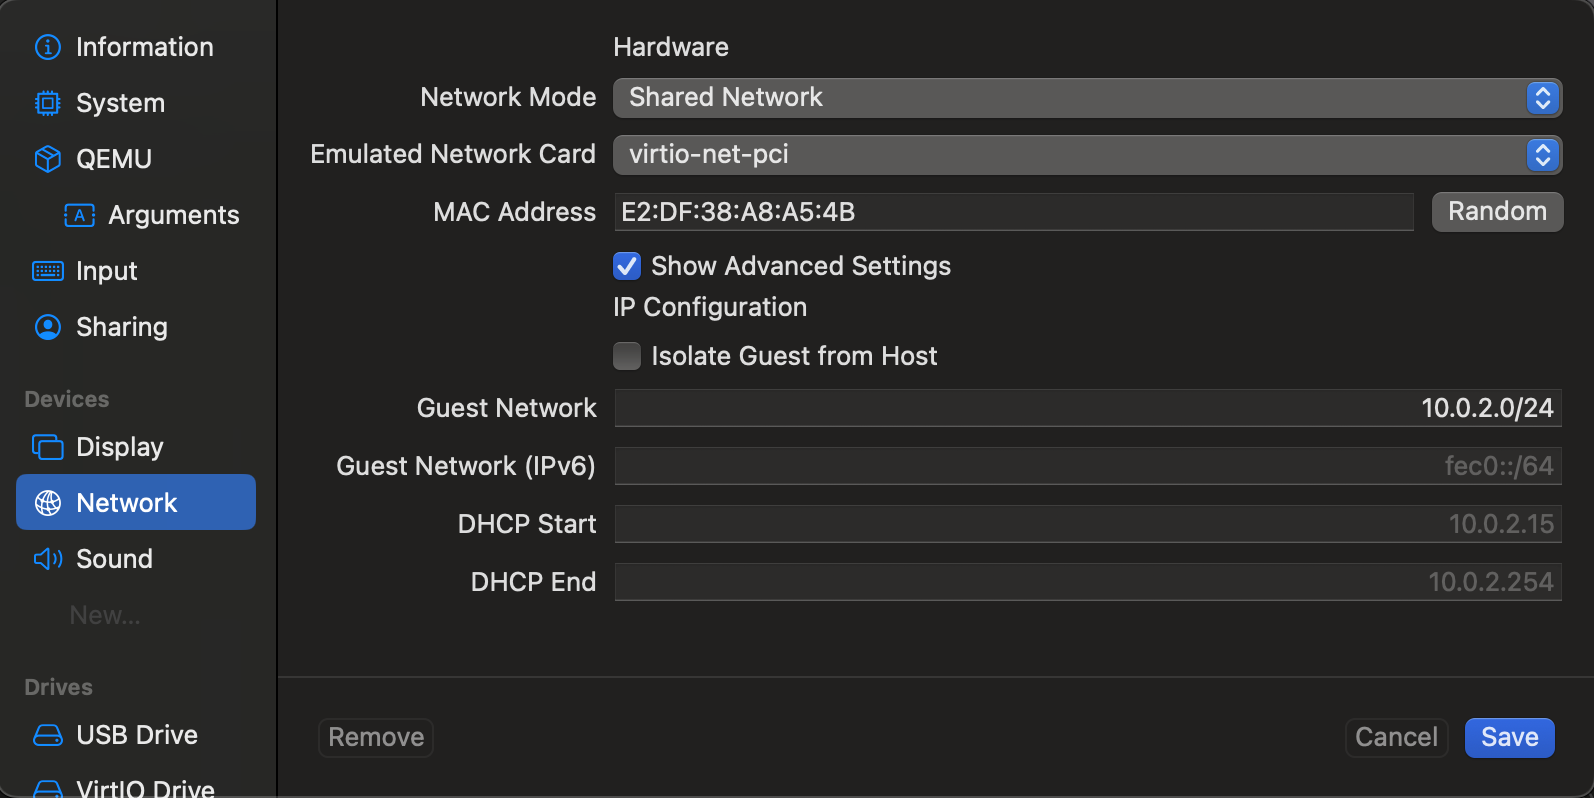 Information
System
QEMU
Arguments
Input
Sharing
Devices
Display
Network
Sound
New...
Drives
USB Drive
VirtIO Drive
Hardware
Network Mode Shared Network
Emulated Network Card virtio-net-pci
MAC Address E2:DF:38:A8:A5:4B Random
Show Advanced Settings
IP Configuration
Isolate Guest from Host
Guest Network 10.0.2.0/24
Guest Network (IPv6) fec0::/64
DHCP Start 10.0.2.15
DHCP End 10.0.2.254
Remove Cancel Save